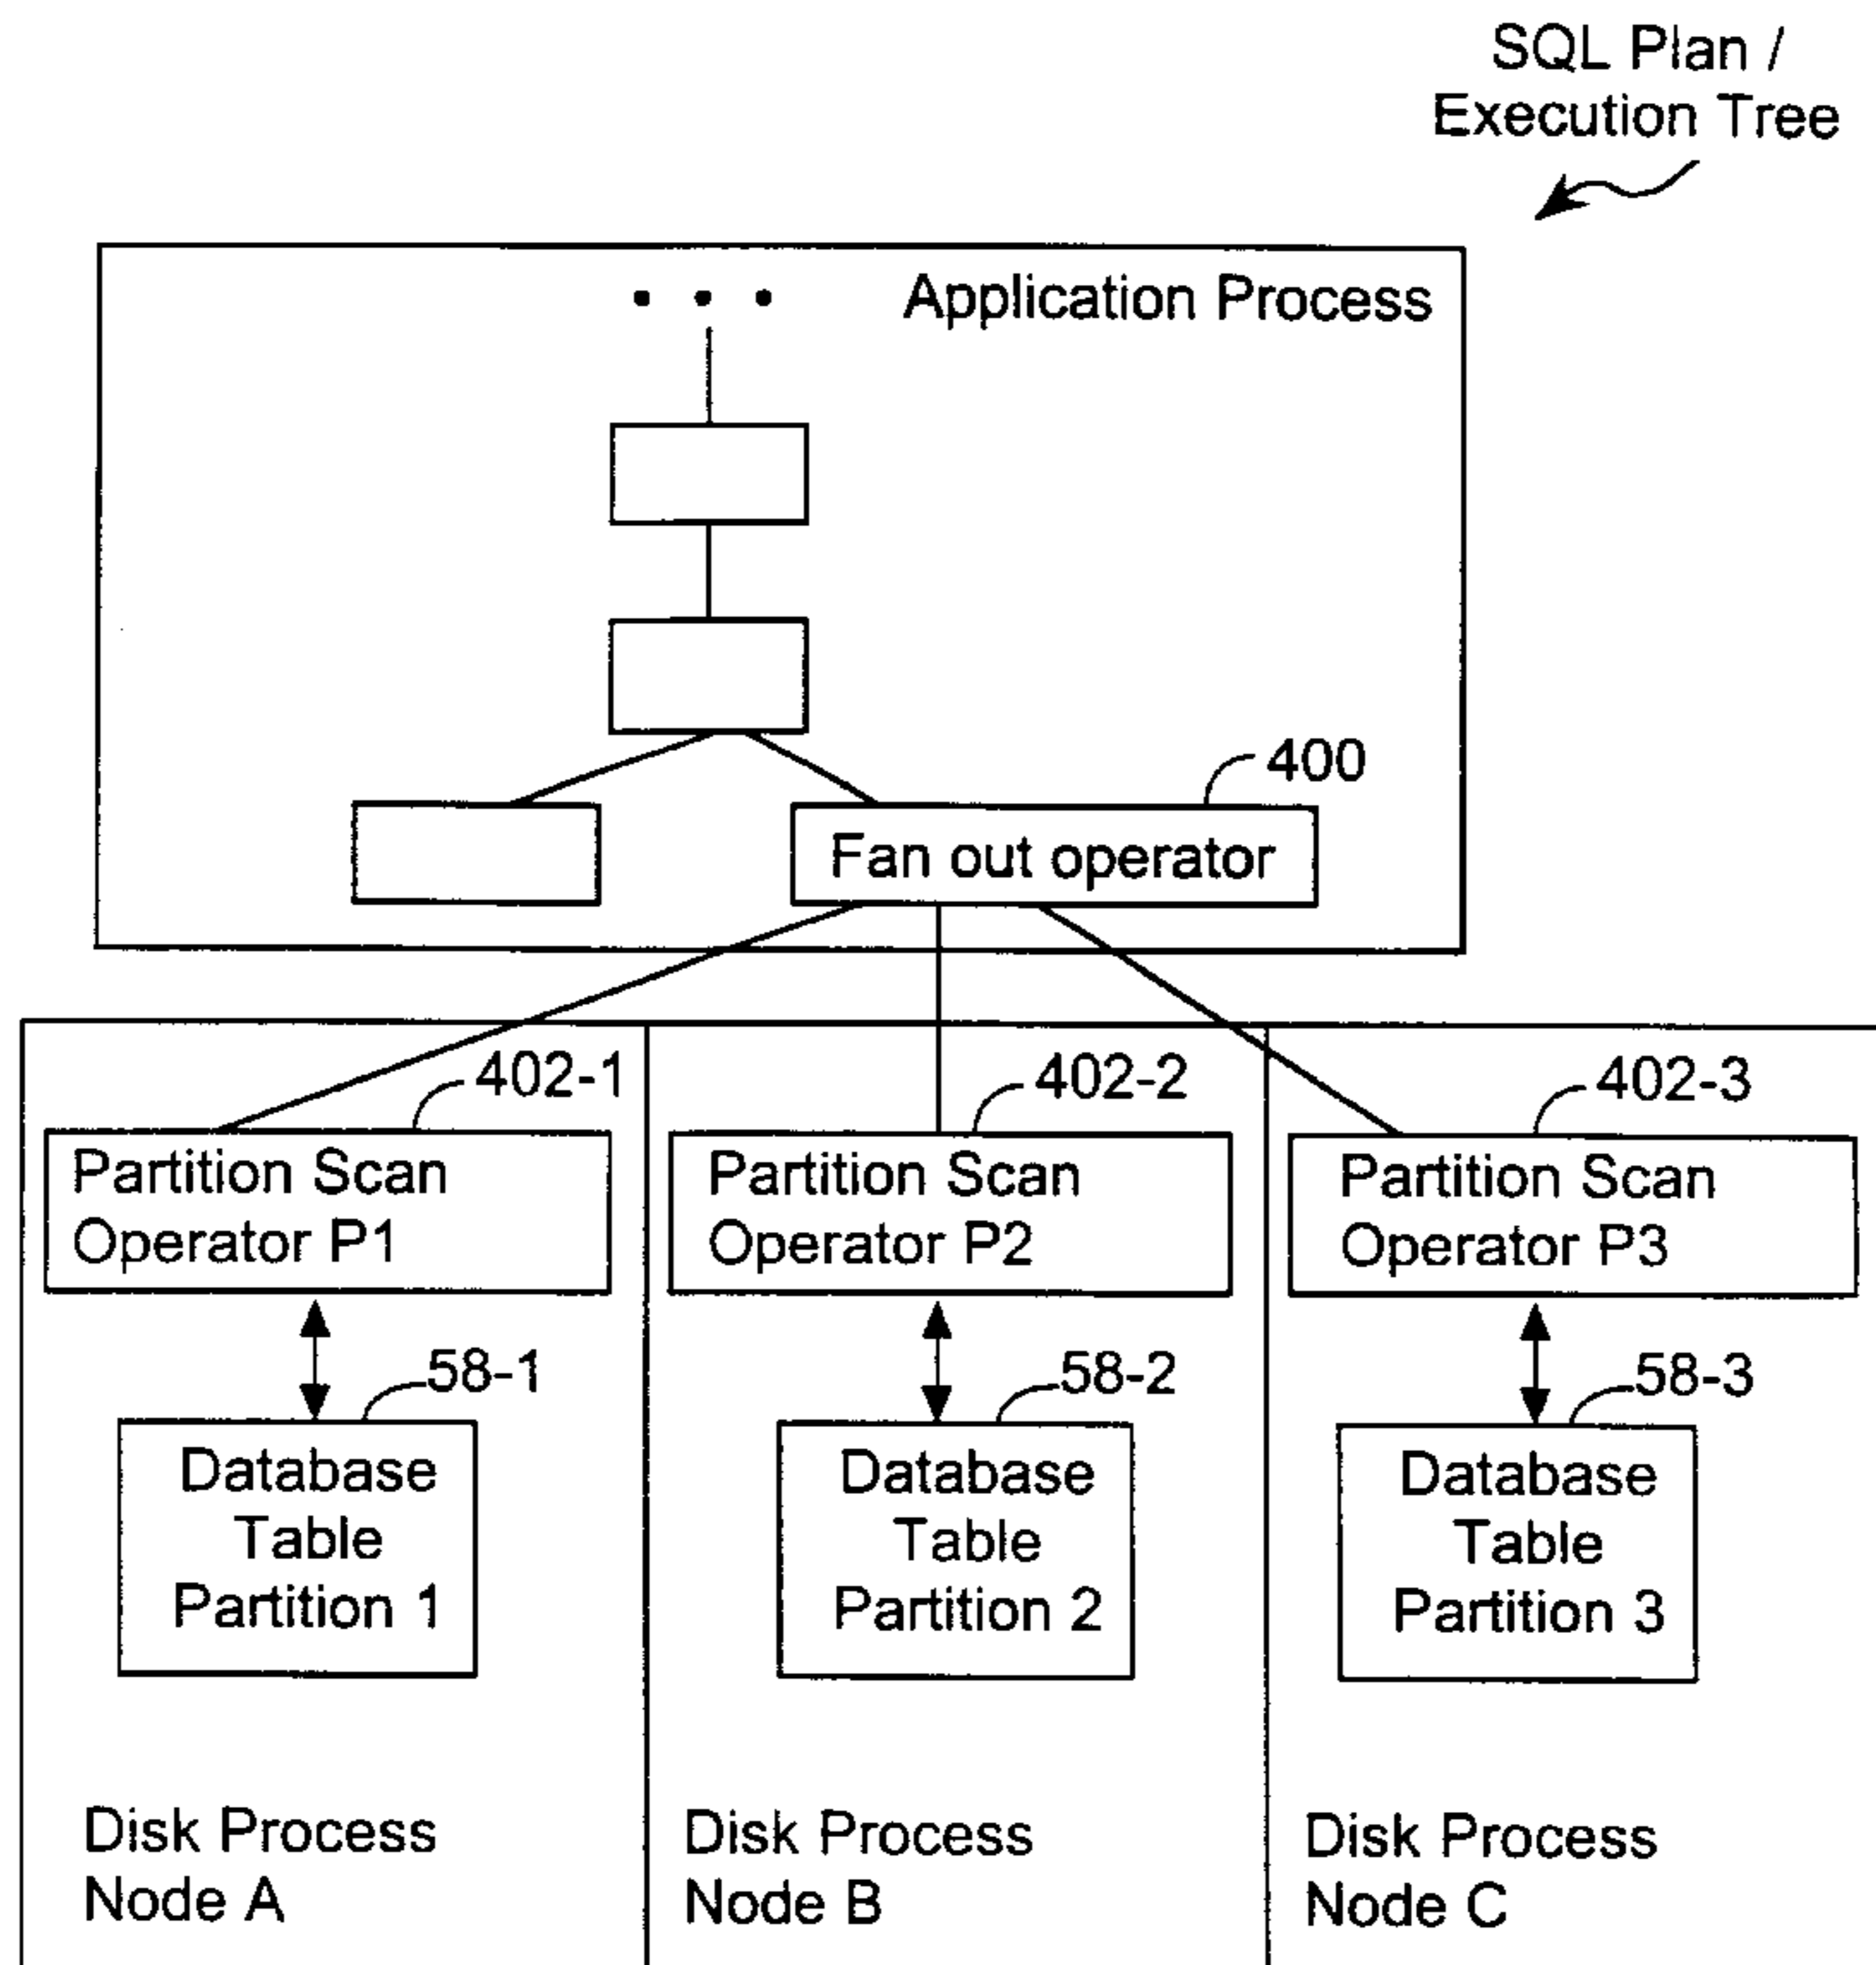 SQL Plan /
Execution Tree
• • •
Application Process
400
Fan out operator
402-1
402-2
402-3
Partition Scan
Operator P1
Partition Scan
Operator P2
Partition Scan
Operator P3
58-1
58-2
58-3
Database
Table
Partition 1
Database
Table
Partition 2
Database
Table
Partition 3
Disk Process
Node A
Disk Process
Node B
Disk Process
Node C